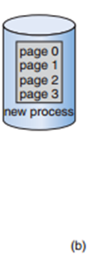 page 0
page 1
page 2
page 3
new process
(b)